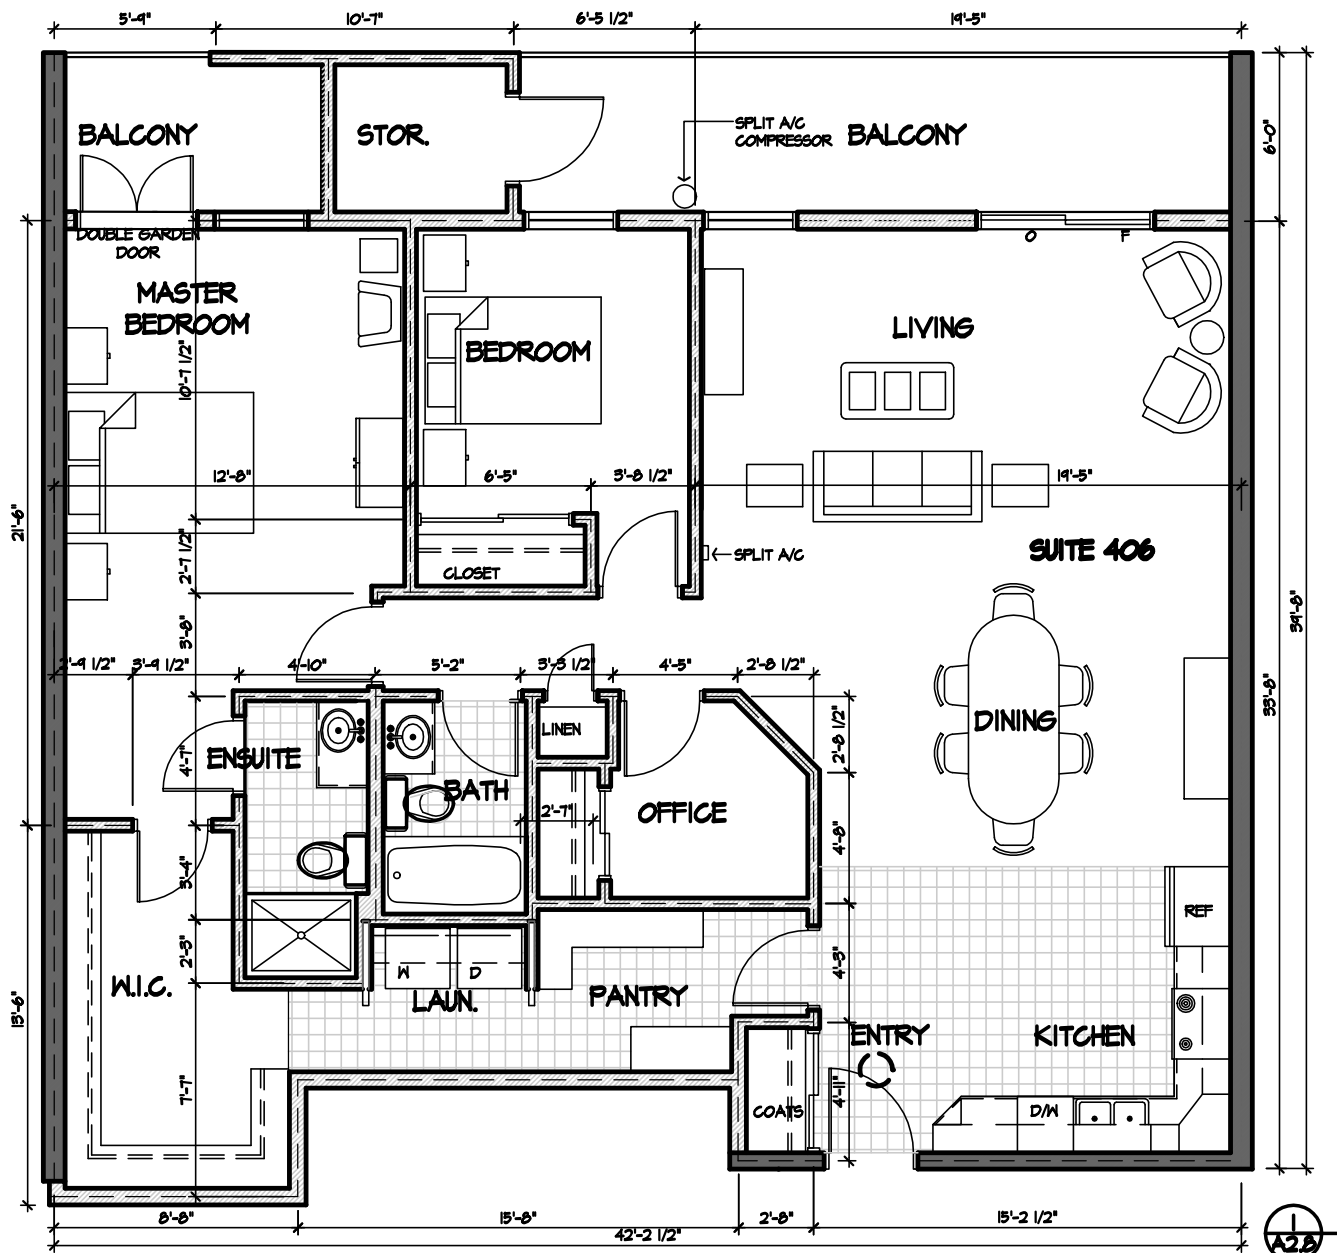 5'-9"
10'-7"
6'-5 1/2"
19'-5"
BALCONY
STOR.
SPLIT A/C
COMPRESSOR
BALCONY
6'-0"
DOUBLE GARDEN
DOOR
O
F
MASTER
BEDROOM
BEDROOM
LIVING
10'-7 1/2"
12'-8"
6'-5"
3'-8 1/2"
19'-5"
21'-6"
2'-7 1/2"
CLOSET
SPLIT A/C
SUITE 406
39'-8"
33'-8"
3'-8"
2'-9 1/2"
3'-9 1/2"
4'-10"
5'-2"
3'-3 1/2"
4'-5"
2'-8 1/2"
LINEN
DINING
2'-8 1/2"
ENSUITE
4'-7"
BATH
2'-7"
OFFICE
4'-8"
3'-4"
REF
2'-3"
W
D
4'-3"
W.I.C.
LAUN.
PANTRY
13'-6"
ENTRY
KITCHEN
7'-7"
4'-11"
COATS
D/W
8'-8"
15'-8"
2'-8"
15'-2 1/2"
42'-2 1/2"
1
A2.8